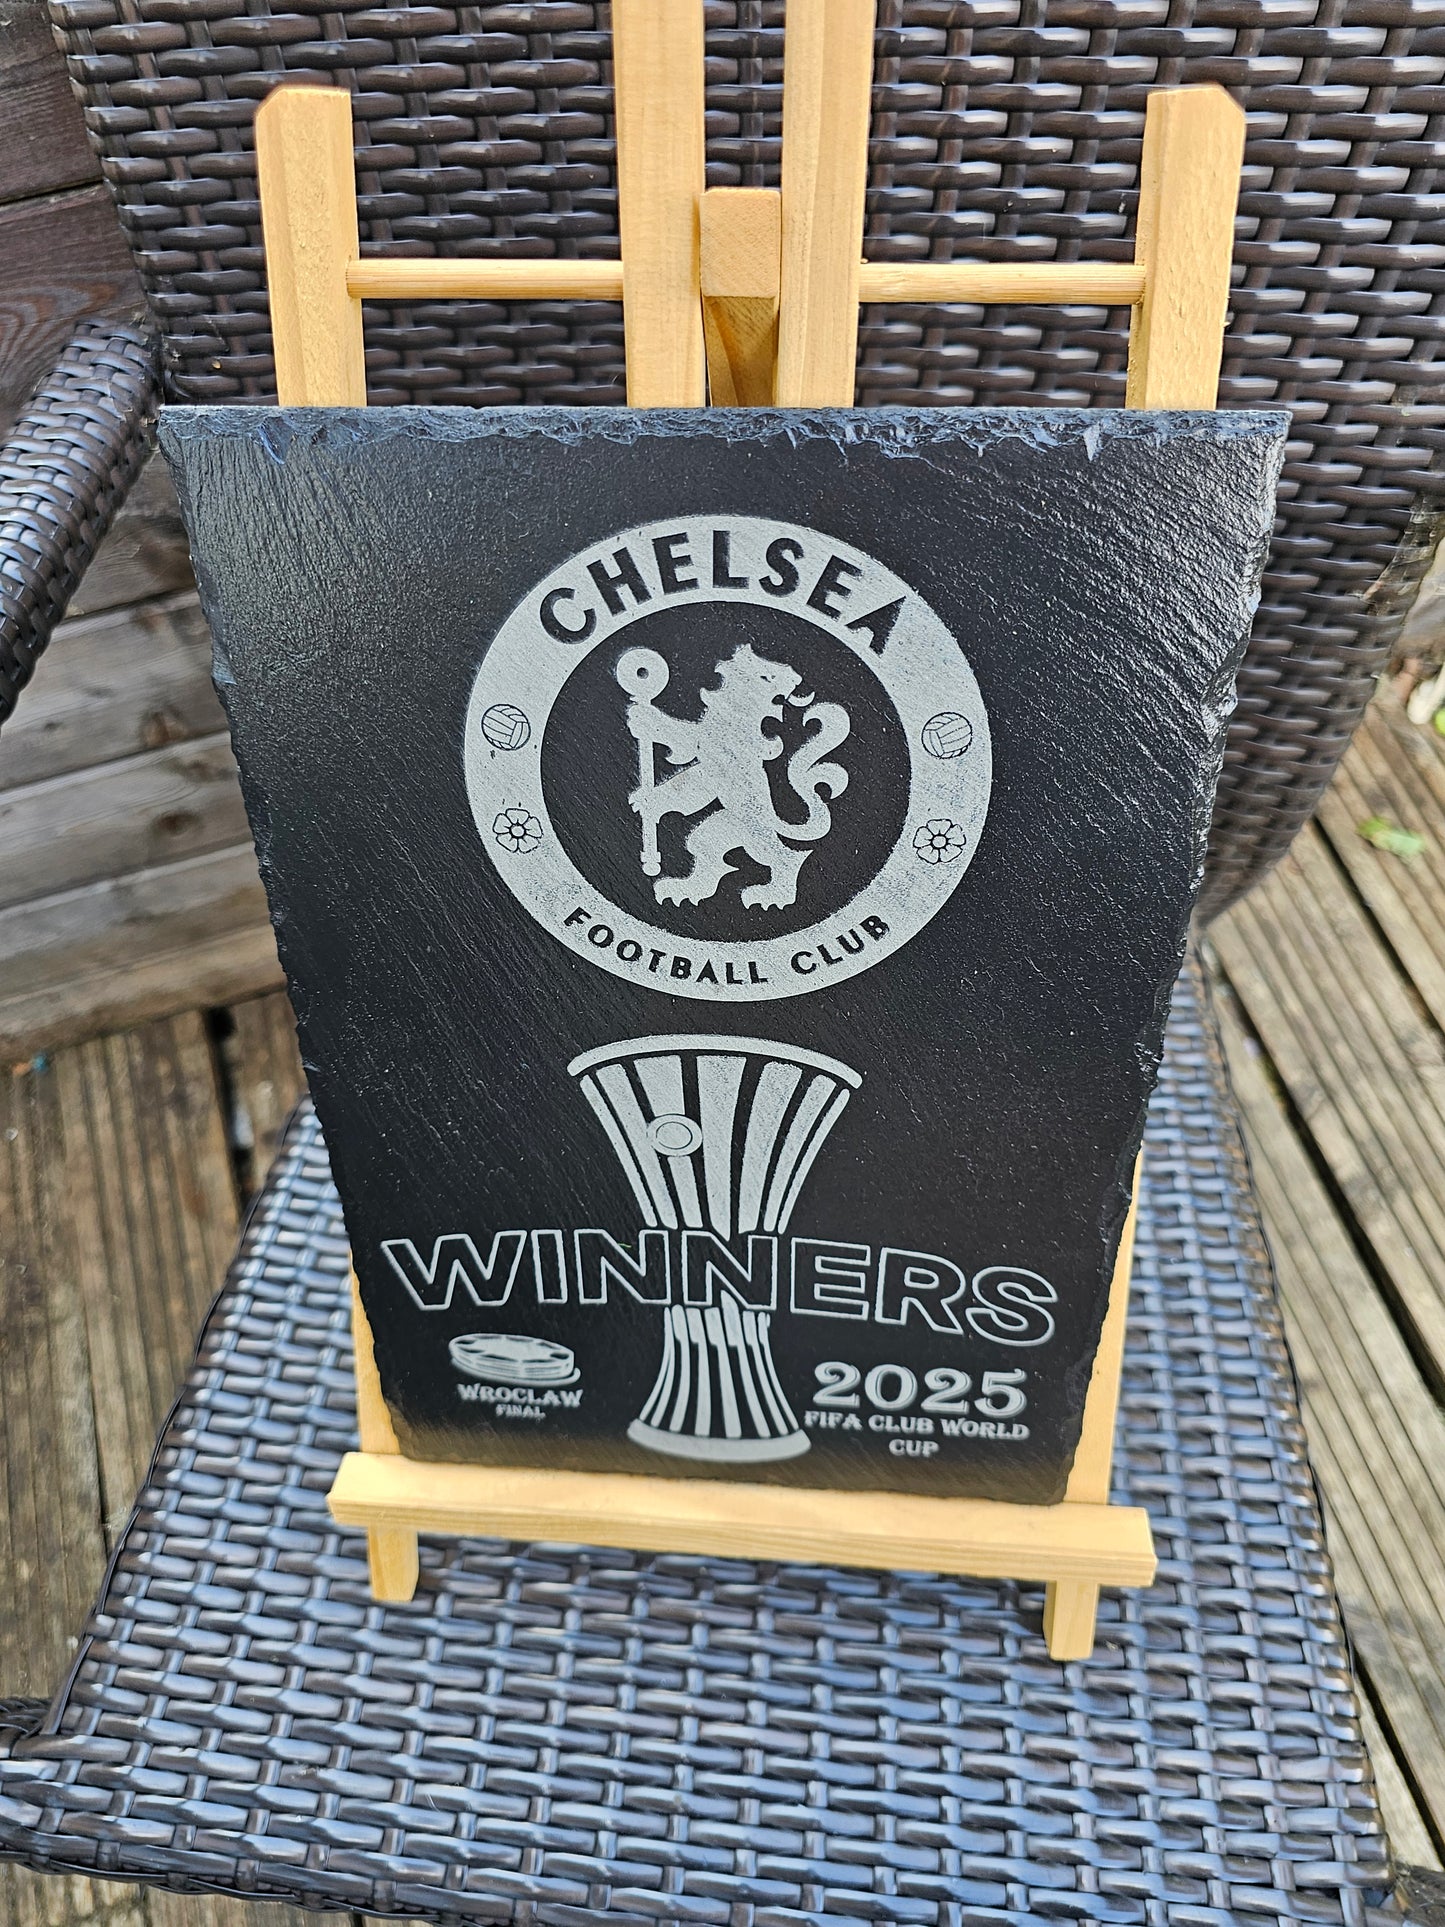 CHELSEA
FOOTBALL CLUB
WINNERS
WROCLAW
FINAL
2025
FIFA CLUB WORLD
CUP